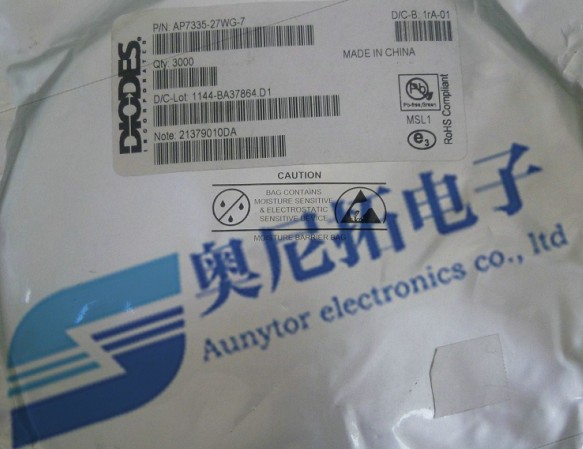 DIODES
INCORPORATED
P/N: AP7335-27WG-7
D/C-B: 1rA-01
Qty: 3000
MADE IN CHINA
D/C-Lot: 1144-BA37864.D1
Pb
Pb-free,Green
MSL1
e3
RoHS Compliant
Note: 21379010DA
CAUTION
BAG CONTAINS
MOISTURE SENSITIVE
& ELECTROSTATIC
SENSITIVE DEVICE
MOISTURE BARRIER BAG
奥尼拓电子
Aunytor electronics co., ltd